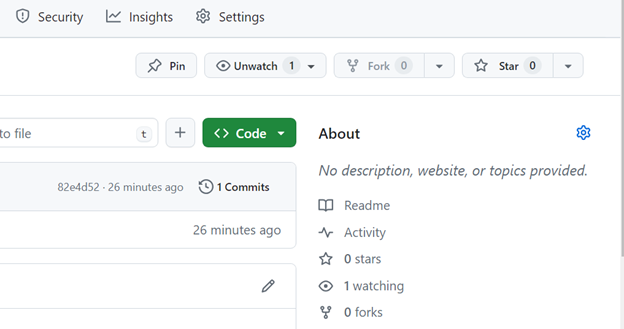 Security Insights Settings
Pin Unwatch 1 Fork 0 Star 0
to file t + <> Code
82e4d52 · 26 minutes ago 1 Commits
26 minutes ago
About
No description, website, or topics provided.
Readme
Activity
0 stars
1 watching
0 forks